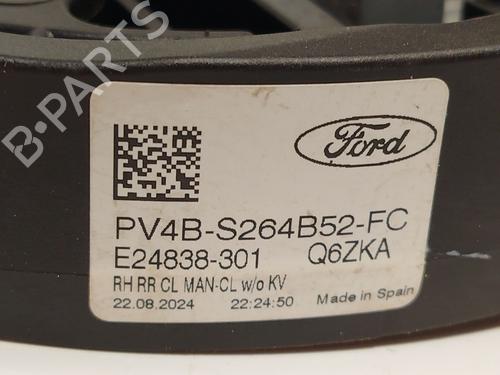 B-PARTS
Ford
PV4B-S264B52-FC
E24838-301 Q6ZKA
RH RR CL MAN-CL w/o KV
22.08.2024 22:24:50 Made in Spain